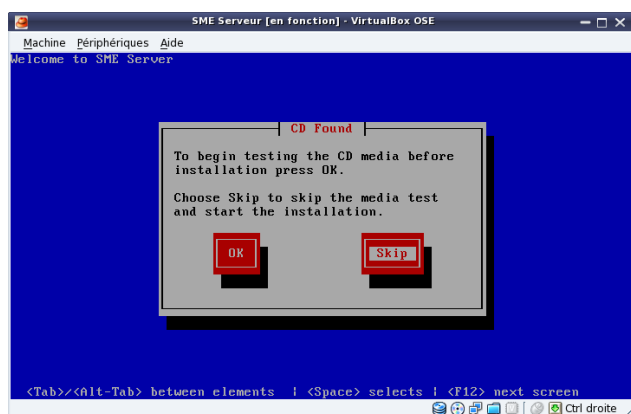 SME Serveur [en fonction] - VirtualBox OSE
Machine Périphériques Aide
Welcome to SME Server
CD Found
To begin testing the CD media before
installation press OK.
Choose Skip to skip the media test
and start the installation.
OK Skip
<Tab>/<Alt-Tab> between elements | <Space> selects | <F12> next screen
Ctrl droite